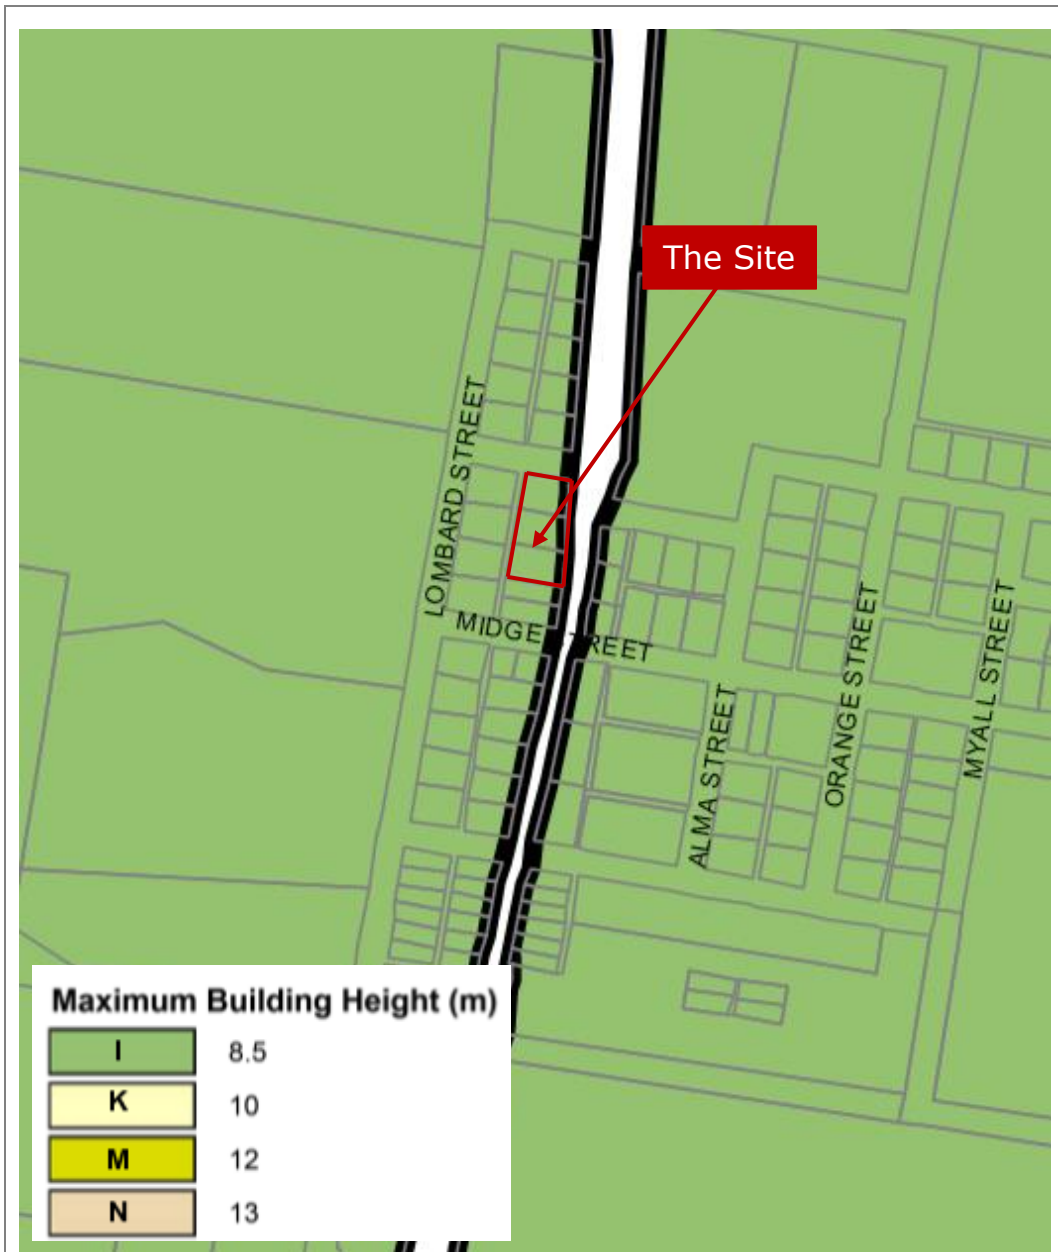 The Site
LOMBARD STREET
MIDGE STREET
ALMA STREET
ORANGE STREET
MYALL STREET
Maximum Building Height (m)
I 8.5
K 10
M 12
N 13